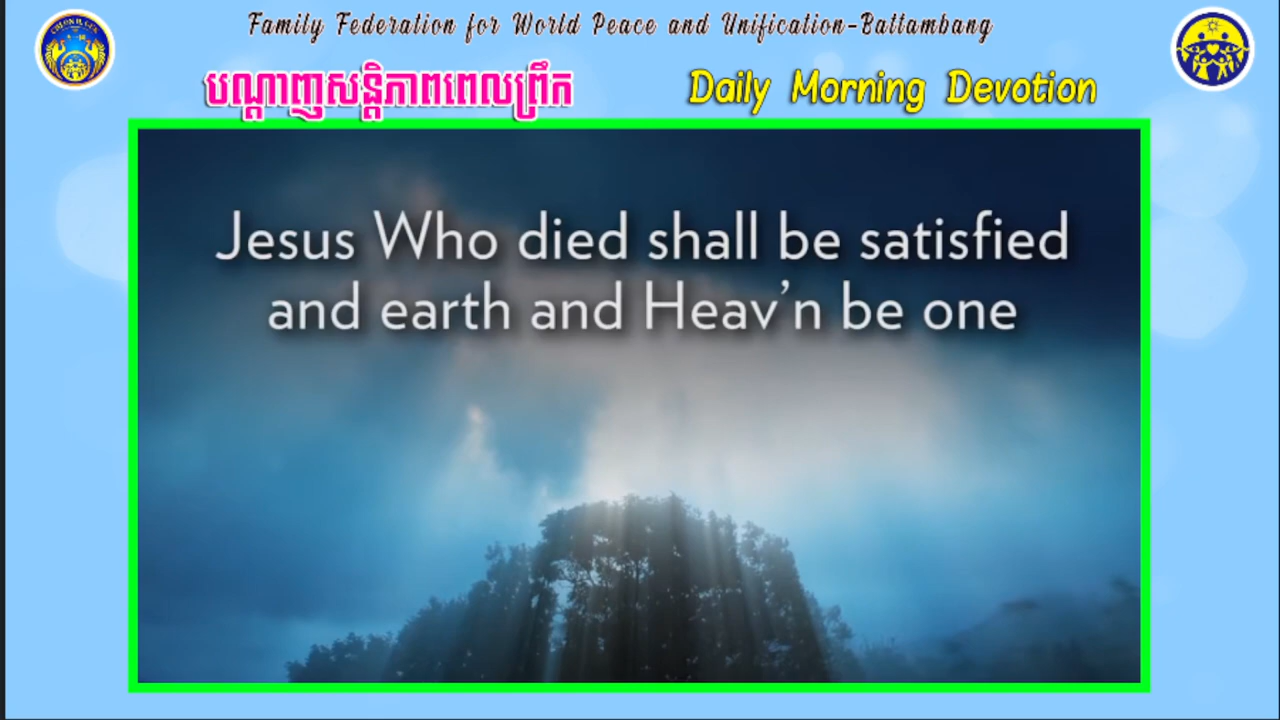 Family Federation for World Peace and Unification-Battambang
បណ្តាញសន្តិភាពពេលព្រឹក
Daily Morning Devotion
Jesus Who died shall be satisfied
and earth and Heav’n be one